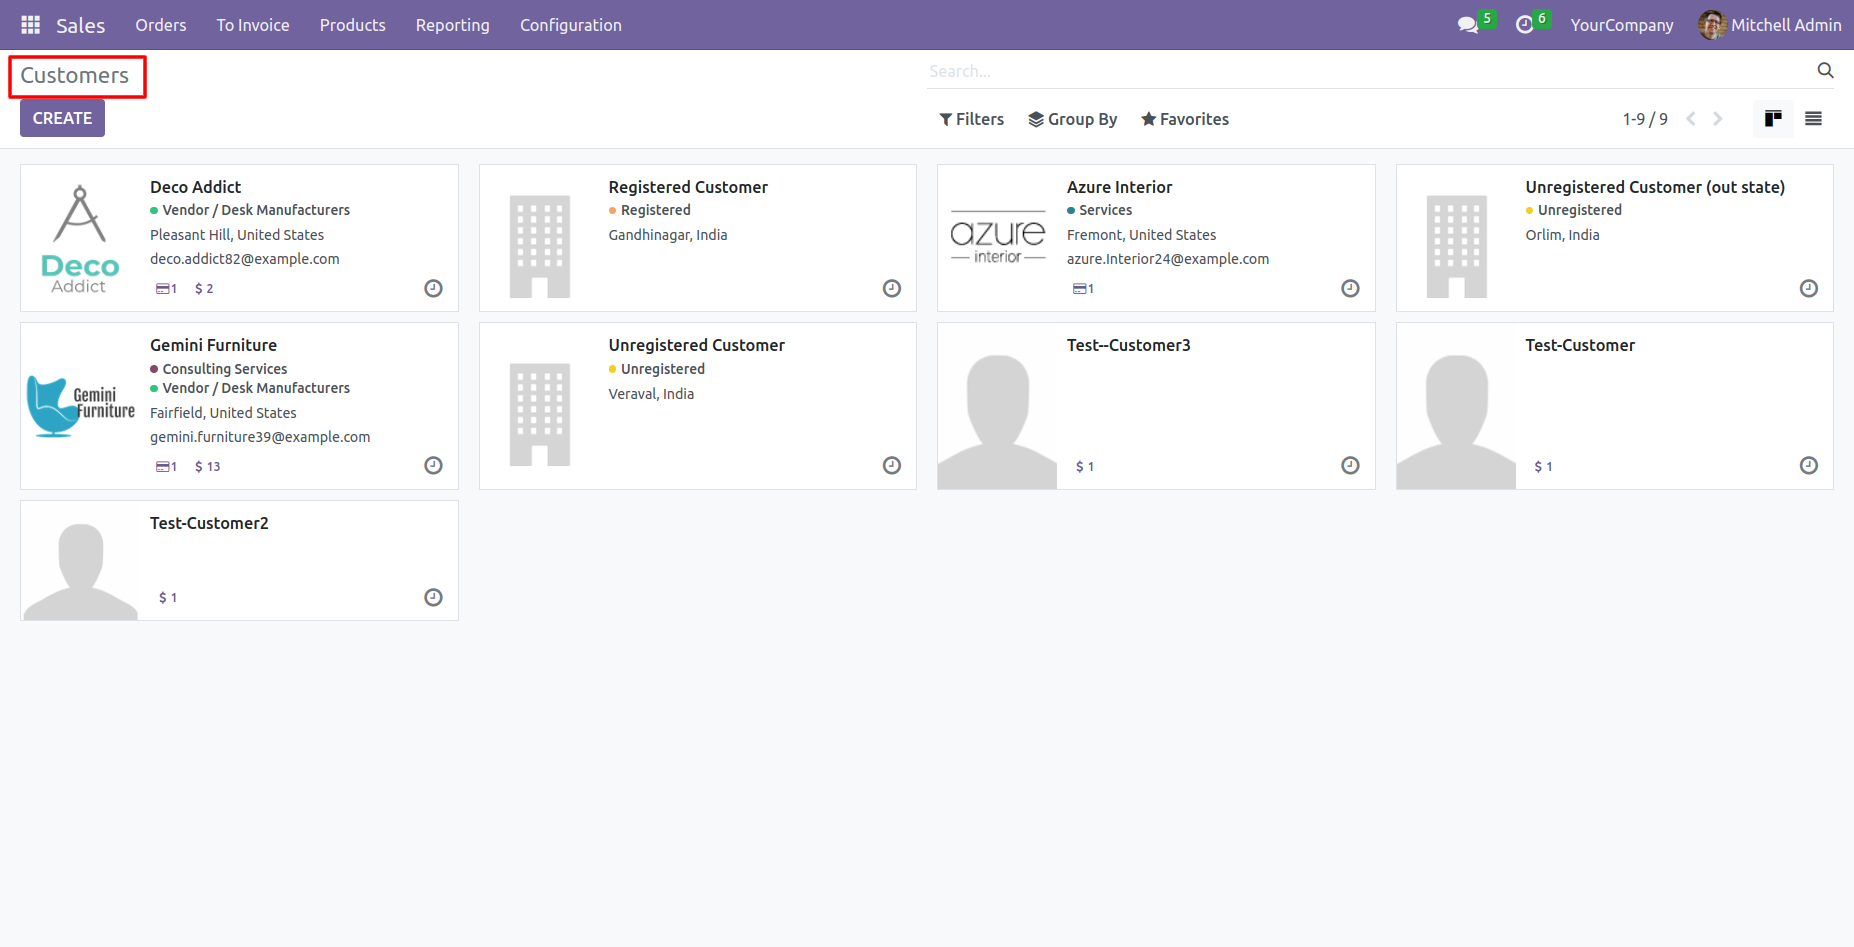 Sales Orders To Invoice Products Reporting Configuration 5 6 YourCompany Mitchell Admin
Customers
Search...
CREATE
Filters Group By Favorites
1-9 / 9
Deco Addict
Vendor / Desk Manufacturers
Pleasant Hill, United States
deco.addict82@example.com
1 $ 2
Deco
Addict
Registered Customer
Registered
Gandhinagar, India
azure
interior
Azure Interior
Services
Fremont, United States
azure.Interior24@example.com
1
Unregistered Customer (out state)
Unregistered
Orlim, India
Gemini
Furniture
Gemini Furniture
Consulting Services
Vendor / Desk Manufacturers
Fairfield, United States
gemini.furniture39@example.com
1 $ 13
Unregistered Customer
Unregistered
Veraval, India
Test--Customer3
$ 1
Test-Customer
$ 1
Test-Customer2
$ 1